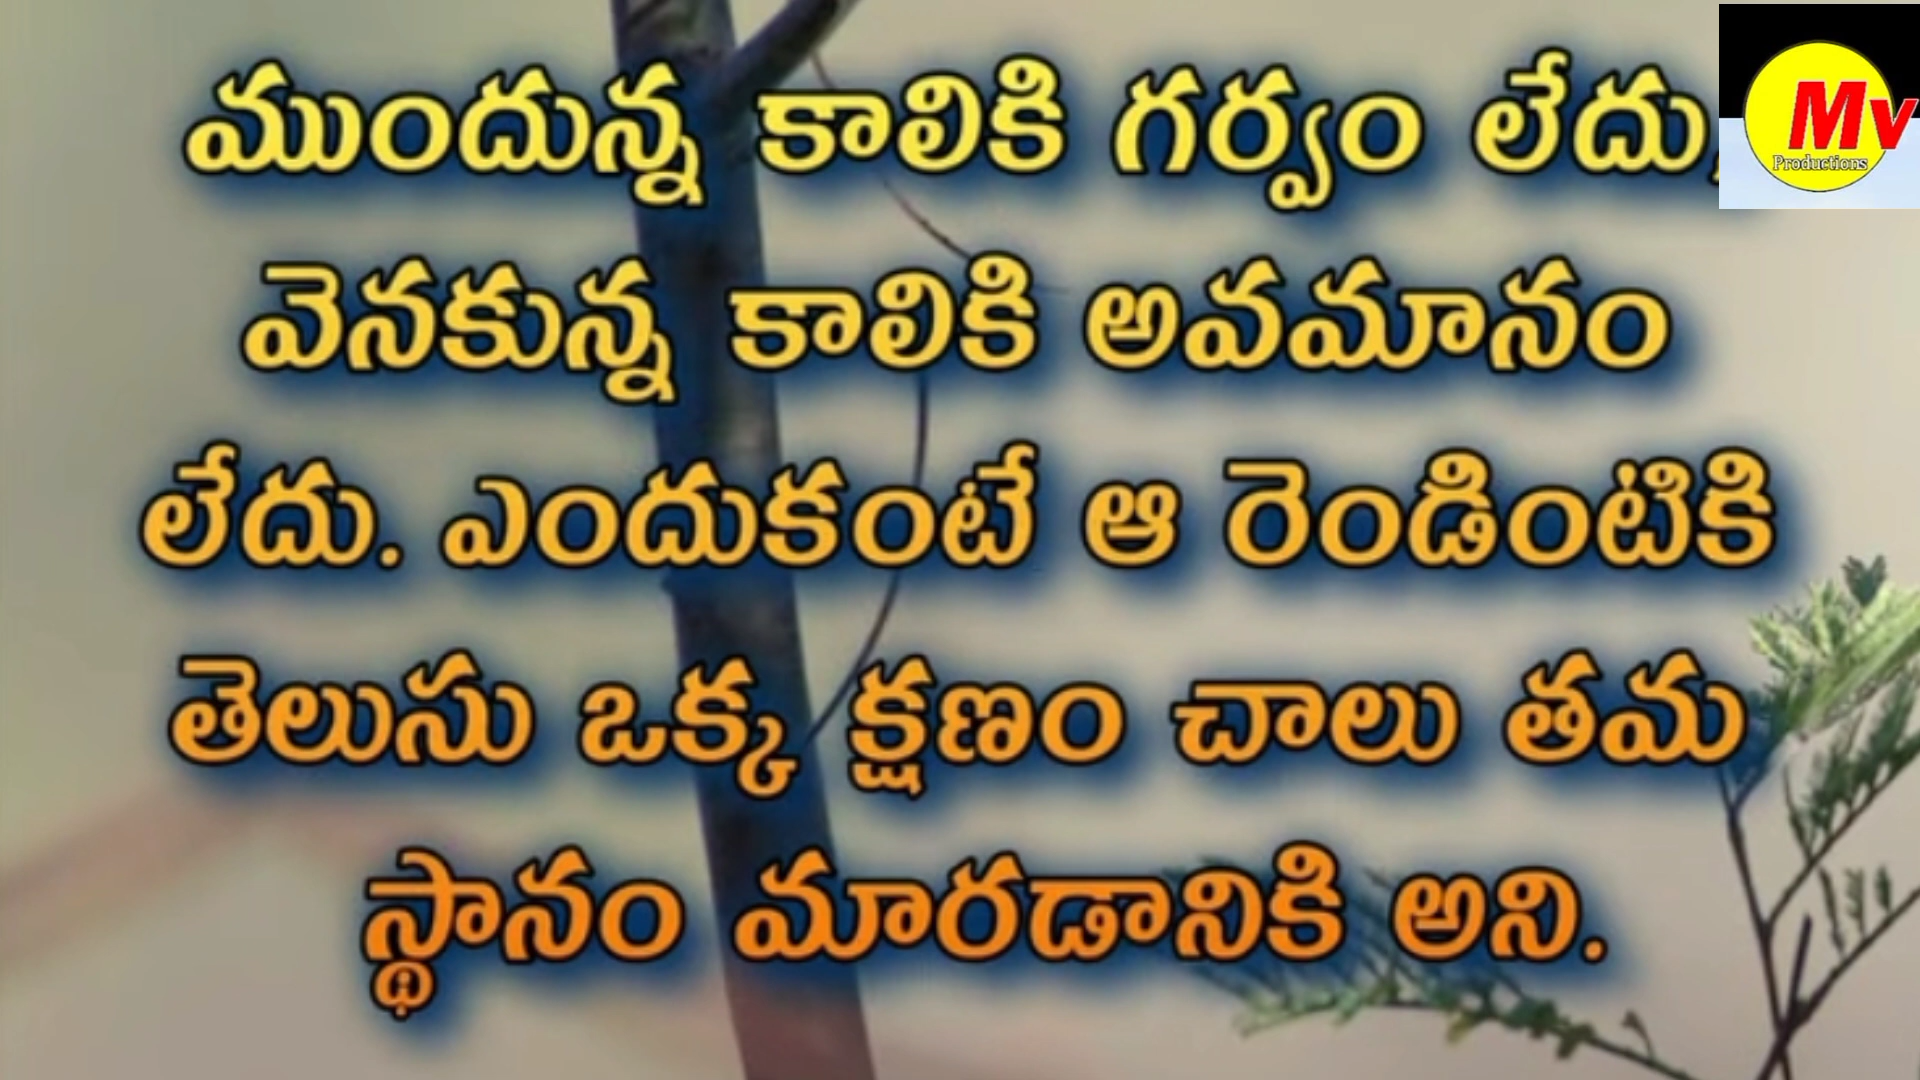 ముందున్న కాలికి గర్వం లేదు,
వెనకున్న కాలికి అవమానం
లేదు. ఎందుకంటే ఆ రెండింటికి
తెలుసు ఒక్క క్షణం చాలు తమ
స్థానం మారడానికి అని.
Mv
Productions